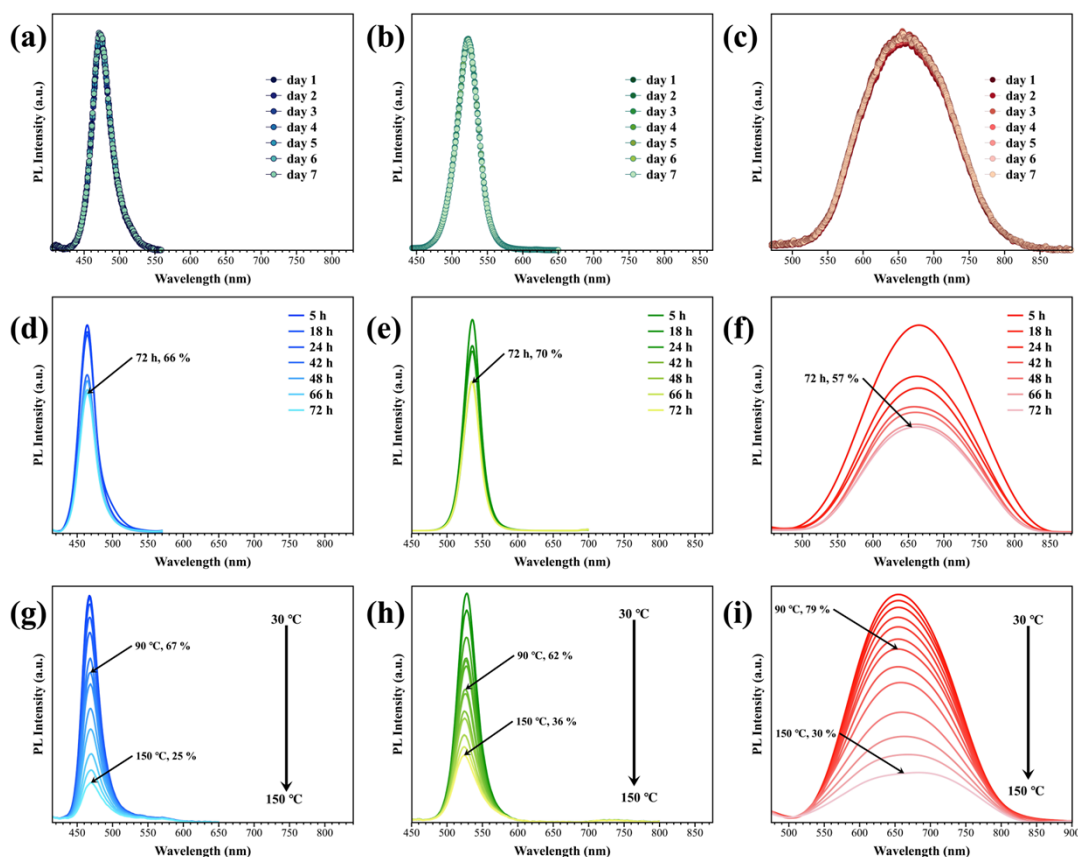 (a)
PL Intensity (a.u.)
day 1
day 2
day 3
day 4
day 5
day 6
day 7
450 500 550 600 650 700 750 800
Wavelength (nm)
(b)
PL Intensity (a.u.)
day 1
day 2
day 3
day 4
day 5
day 6
day 7
450 500 550 600 650 700 750 800 850
Wavelength (nm)
(c)
PL Intensity (a.u.)
day 1
day 2
day 3
day 4
day 5
day 6
day 7
500 550 600 650 700 750 800 850
Wavelength (nm)
(d)
PL Intensity (a.u.)
5 h
18 h
24 h
42 h
48 h
66 h
72 h
72 h, 66 %
450 500 550 600 650 700 750 800
Wavelength (nm)
(e)
PL Intensity (a.u.)
5 h
18 h
24 h
42 h
48 h
66 h
72 h
72 h, 70 %
450 500 550 600 650 700 750 800 850
Wavelength (nm)
(f)
PL Intensity (a.u.)
5 h
18 h
24 h
42 h
48 h
66 h
72 h
72 h, 57 %
500 550 600 650 700 750 800 850
Wavelength (nm)
(g)
PL Intensity (a.u.)
30 ℃
90 ℃, 67 %
150 ℃, 25 %
150 ℃
450 500 550 600 650 700 750 800
Wavelength (nm)
(h)
PL Intensity (a.u.)
30 ℃
90 ℃, 62 %
150 ℃, 36 %
150 ℃
400 450 500 550 600 650 700 750 800 850
Wavelength (nm)
(i)
PL Intensity (a.u.)
90 ℃, 79 %
30 ℃
150 ℃, 30 %
150 ℃
500 550 600 650 700 750 800 850 900
Wavelength (nm)